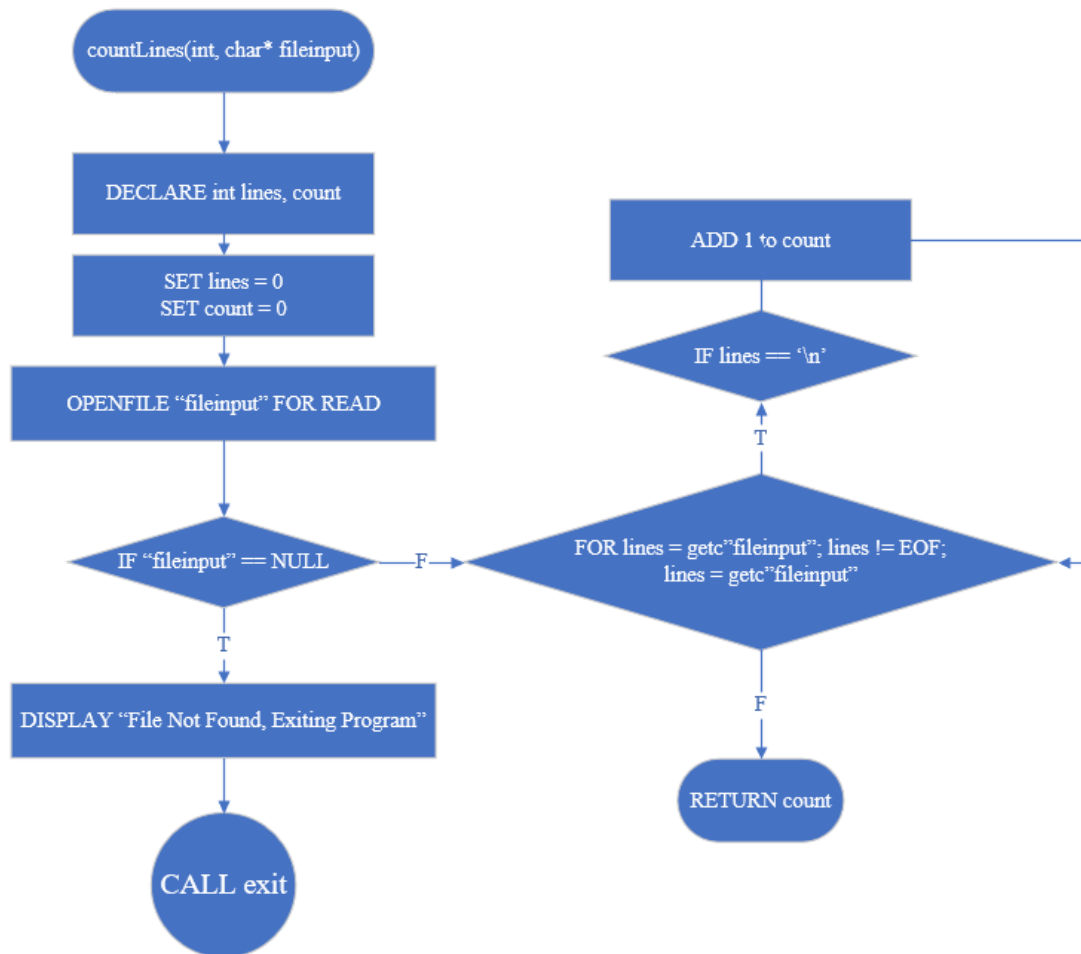 countLines(int, char* fileinput)
DECLARE int lines, count
SET lines = 0
SET count = 0
OPENFILE “fileinput” FOR READ
IF “fileinput” == NULL
F
T
DISPLAY “File Not Found, Exiting Program”
CALL exit
ADD 1 to count
IF lines == ‘\n’
T
FOR lines = getc”fileinput”; lines != EOF;
lines = getc”fileinput”
F
RETURN count